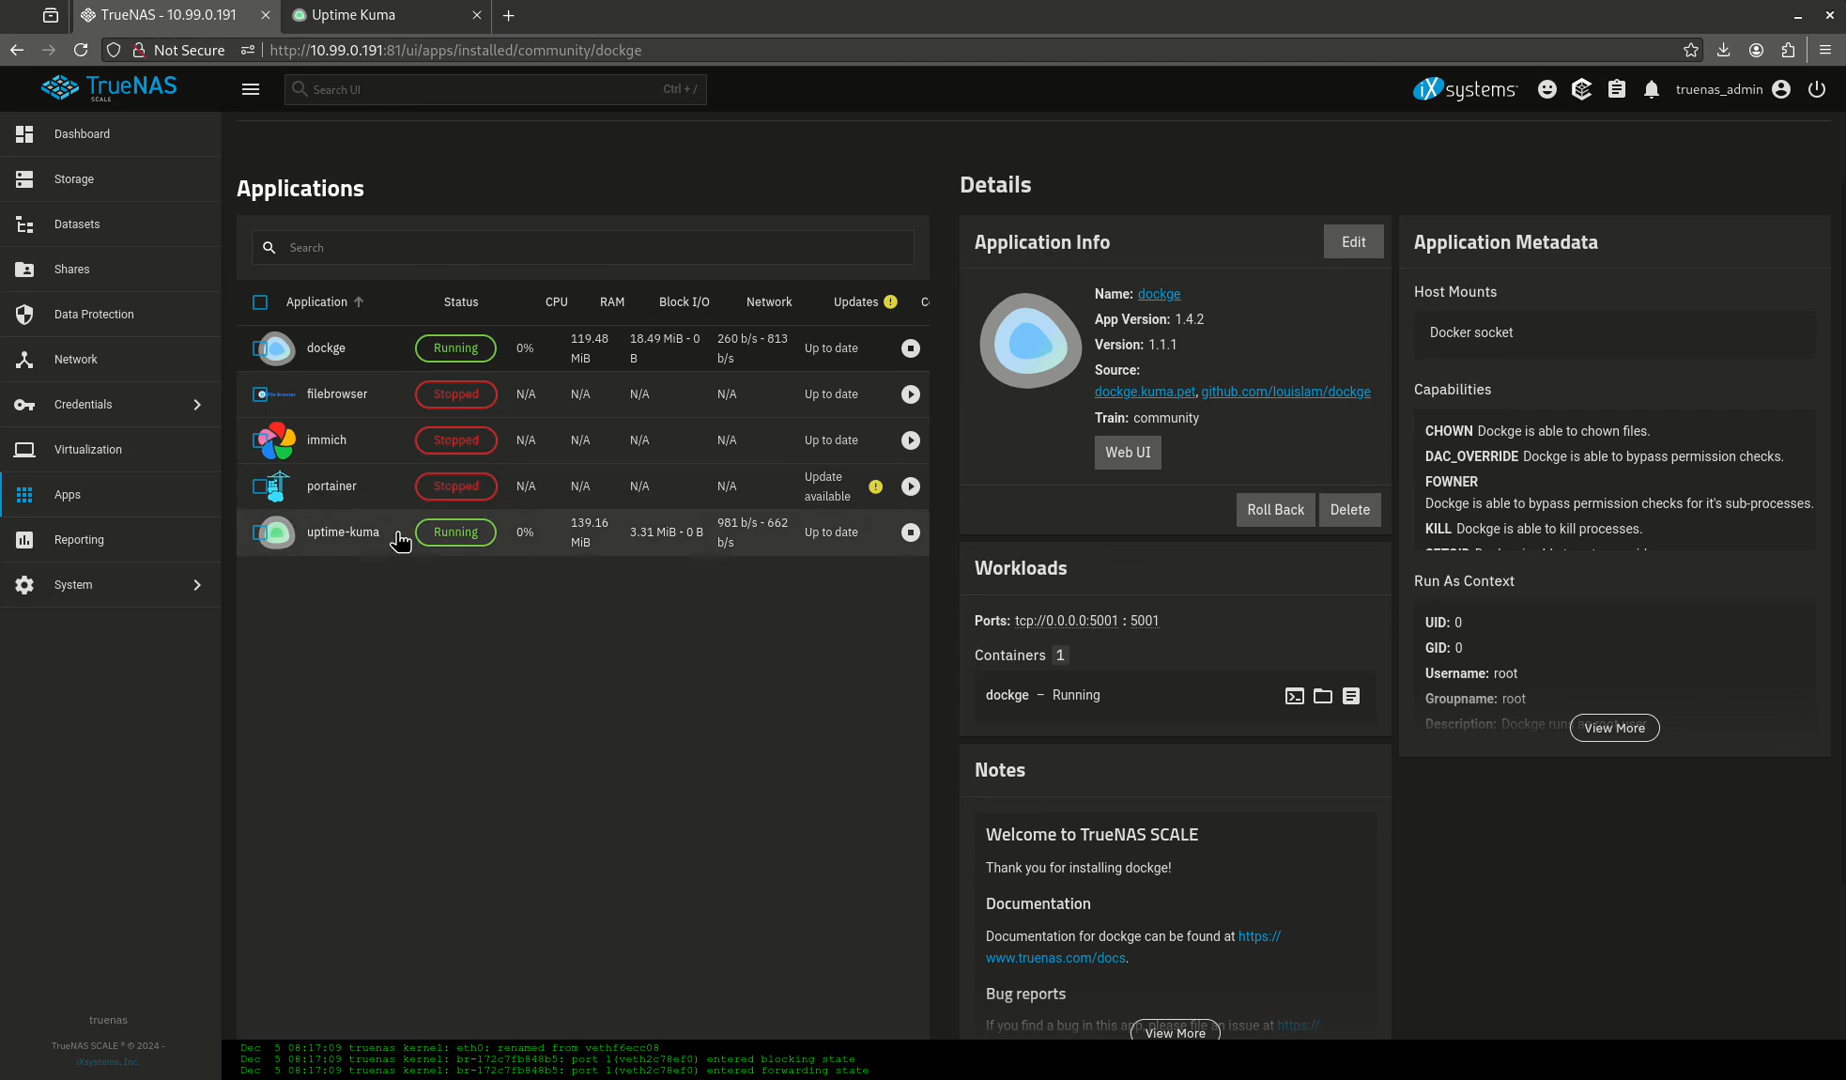 TrueNAS - 10.99.0.191
Uptime Kuma
Not Secure
http://10.99.0.191:81/ui/apps/installed/community/dockge
TrueNAS
SCALE
Search UI
Ctrl + /
iXsystems
truenas_admin
Dashboard
Storage
Datasets
Shares
Data Protection
Network
Credentials
Virtualization
Apps
Reporting
System
truenas
TrueNAS SCALE ® © 2024 -
iXsystems, Inc.
Applications
Search
Application Status CPU RAM Block I/O Network Updates
dockge Running 0% 119.48 MiB 18.49 MiB - 0 B 260 b/s - 813 b/s Up to date
filebrowser Stopped N/A N/A N/A N/A Up to date
immich Stopped N/A N/A N/A N/A Up to date
portainer Stopped N/A N/A N/A N/A Update available
uptime-kuma Running 0% 139.16 MiB 3.31 MiB - 0 B 981 b/s - 662 b/s Up to date
Details
Application Info
Edit
Name: dockge
App Version: 1.4.2
Version: 1.1.1
Source:
dockge.kuma.pet, github.com/louislam/dockge
Train: community
Web UI
Roll Back
Delete
Workloads
Ports: tcp://0.0.0.0:5001 : 5001
Containers 1
dockge – Running
Notes
Welcome to TrueNAS SCALE
Thank you for installing dockge!
Documentation
Documentation for dockge can be found at https://
www.truenas.com/docs.
Bug reports
If you find a bug in this app, please file an issue at https://
View More
Application Metadata
Host Mounts
Docker socket
Capabilities
CHOWN Dockge is able to chown files.
DAC_OVERRIDE Dockge is able to bypass permission checks.
FOWNER
Dockge is able to bypass permission checks for it's sub-processes.
KILL Dockge is able to kill processes.
Run As Context
UID: 0
GID: 0
Username: root
Groupname: root
Description: Dockge runs as root user.
View More
Dec 5 08:17:09 truenas kernel: eth0: renamed from vethf6ecc08
Dec 5 08:17:09 truenas kernel: br-172c7fb848b5: port 1(veth2c78ef0) entered blocking state
Dec 5 08:17:09 truenas kernel: br-172c7fb848b5: port 1(veth2c78ef0) entered forwarding state